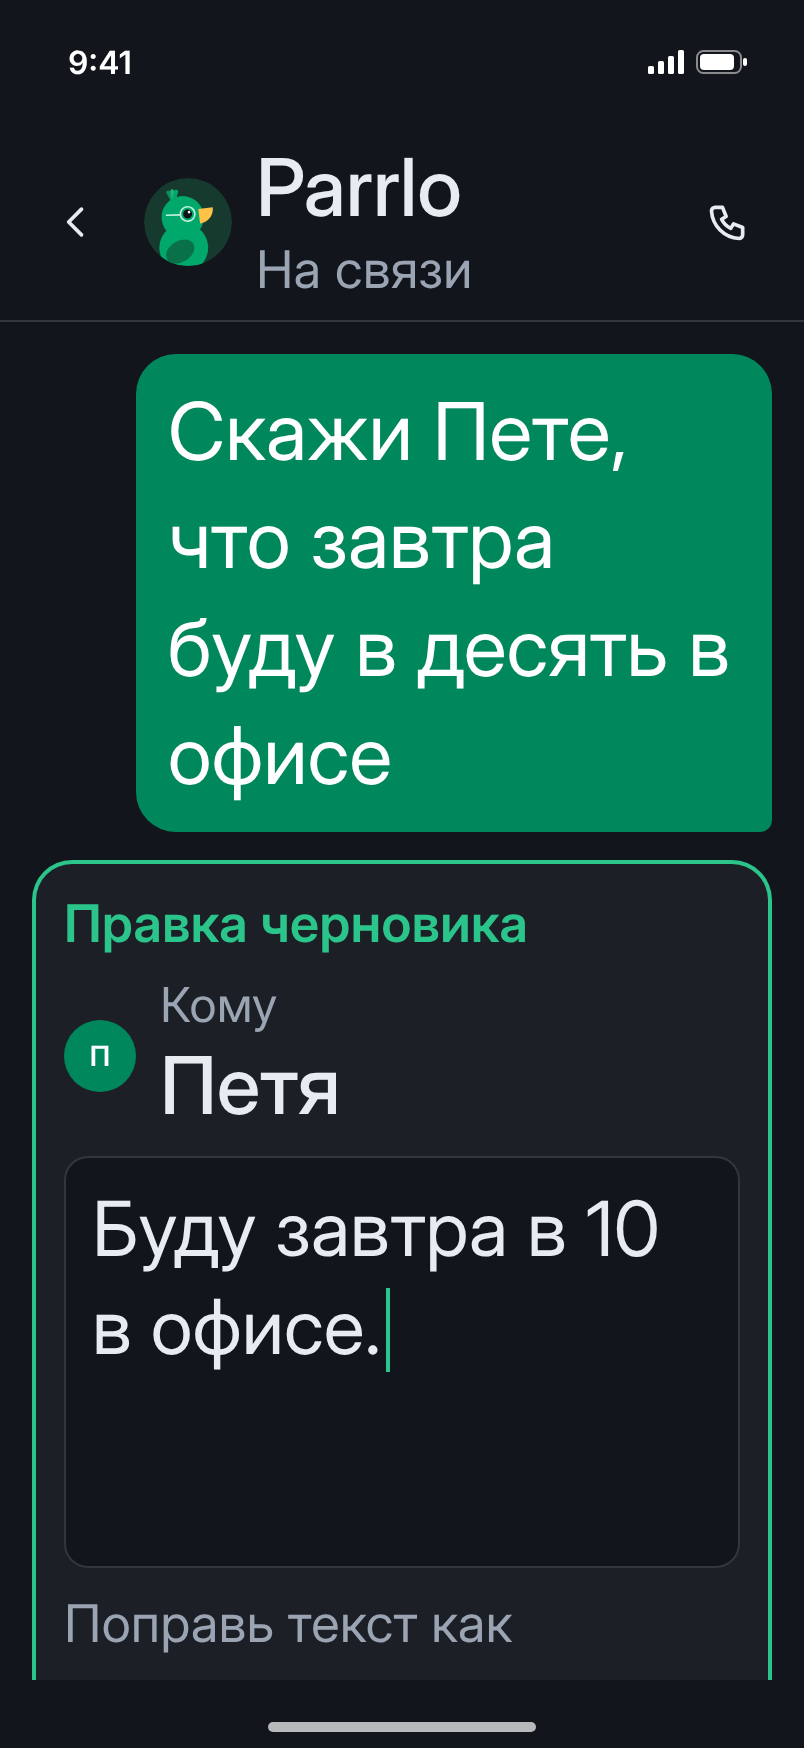 9:41
Parrlo
На связи
Скажи Пете,
что завтра
буду в десять в
офисе
Правка черновика
Кому
П
Петя
Буду завтра в 10
в офисе.
Поправь текст как